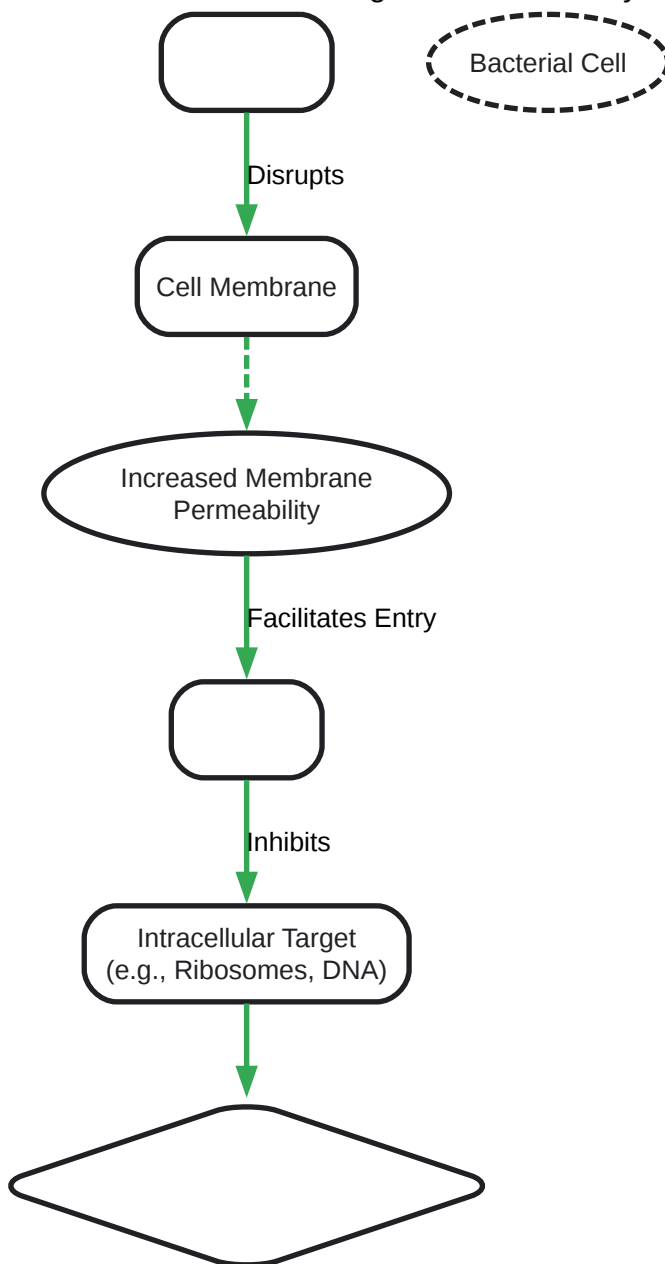 Bacterial Cell
Disrupts
Cell Membrane
Increased Membrane
Permeability
Facilitates Entry
Inhibits
Intracellular Target
(e.g., Ribosomes, DNA)